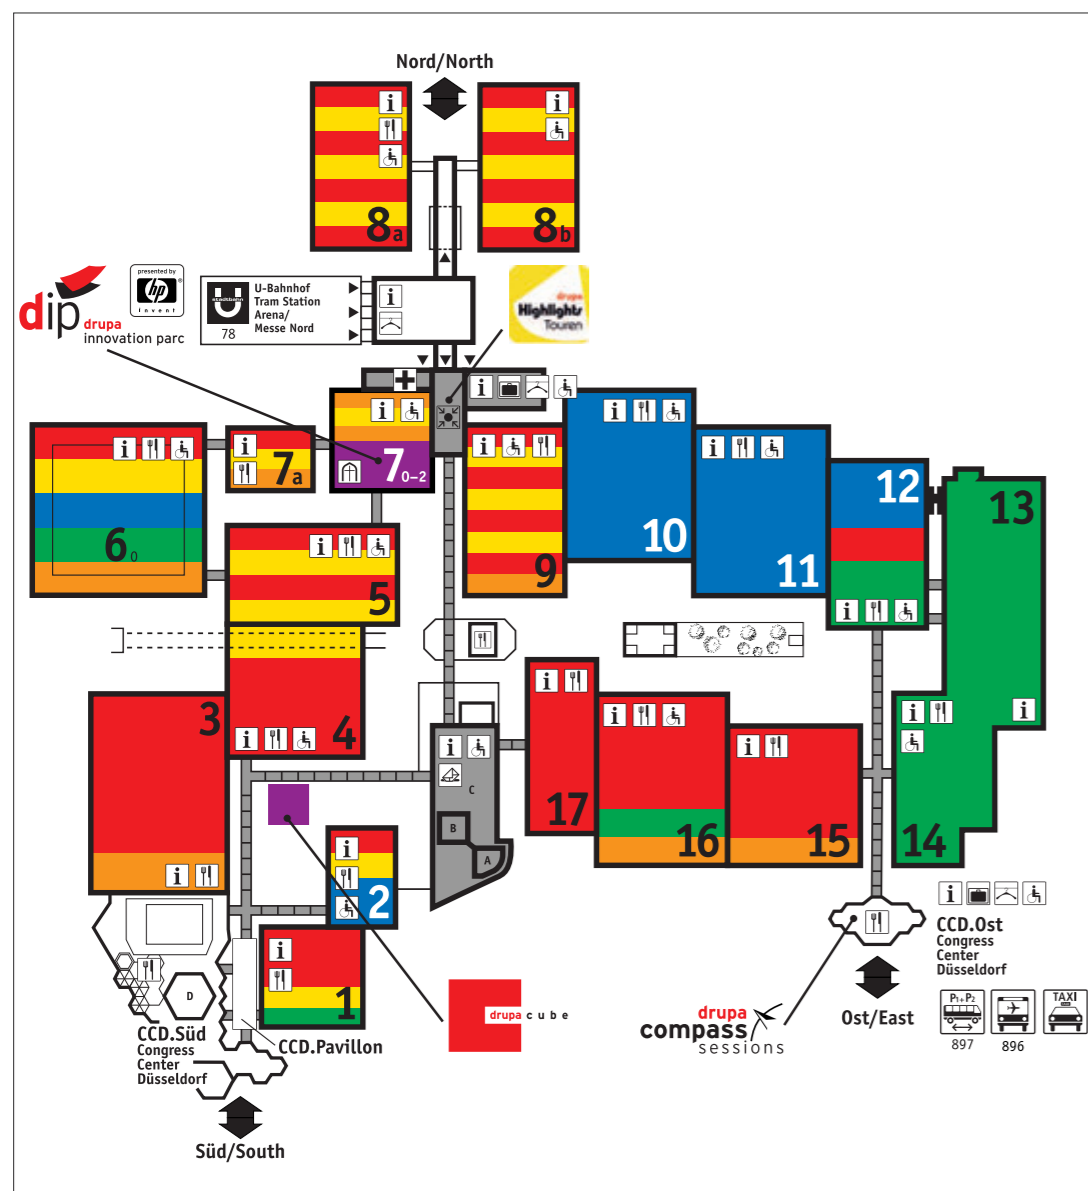 Nord/North
i
i
8a
8b
presented by
hp
invent
dip
drupa
innovation parc
stadtbahn
U
78
U-Bahnhof
Tram Station
Arena/
Messe Nord
i
drupa
Highlights
Touren
i
i
i
i
7a
i
7 0–2
i
9
i
10
i
11
12
i
13
6 0
i
5
i
3
i
4
i
i
C
B
A
i
17
i
16
i
15
i
i
14
i
2
i
1
D
CCD.Süd
Congress
Center
Düsseldorf
CCD.Pavillon
Süd/South
drupa cube
drupa
compass
sessions
i
CCD.Ost
Congress
Center
Düsseldorf
Ost/East
P1+P2
897
896
TAXI